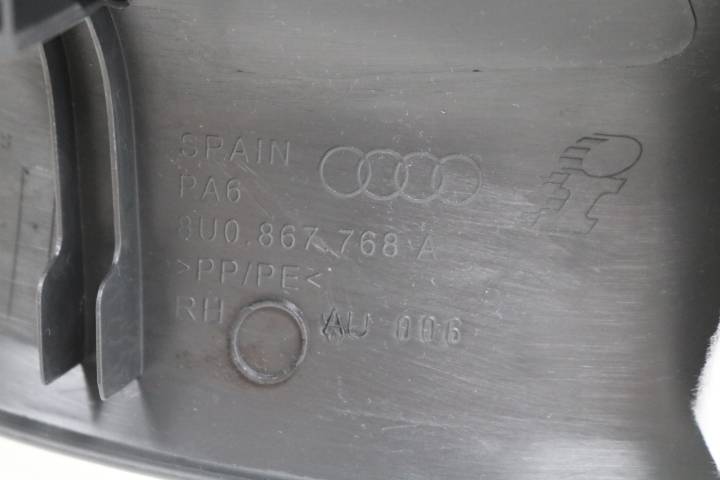 SPAIN
PA6
8U0.867.768 A
>PP/PE<
RH AU 006